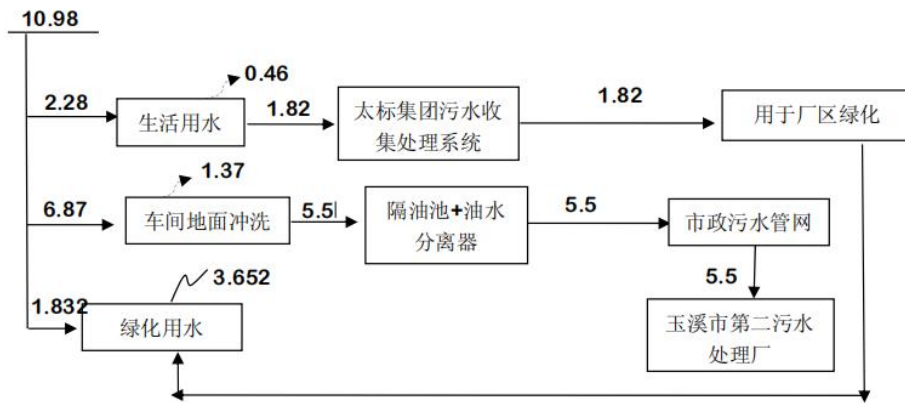 10.98
0.46
2.28
生活用水
1.82
太标集团污水收
集处理系统
1.82
用于厂区绿化
1.37
6.87
车间地面冲洗
5.5
隔油池+油水
分离器
5.5
市政污水管网
5.5
3.652
1.832
绿化用水
玉溪市第二污水
处理厂